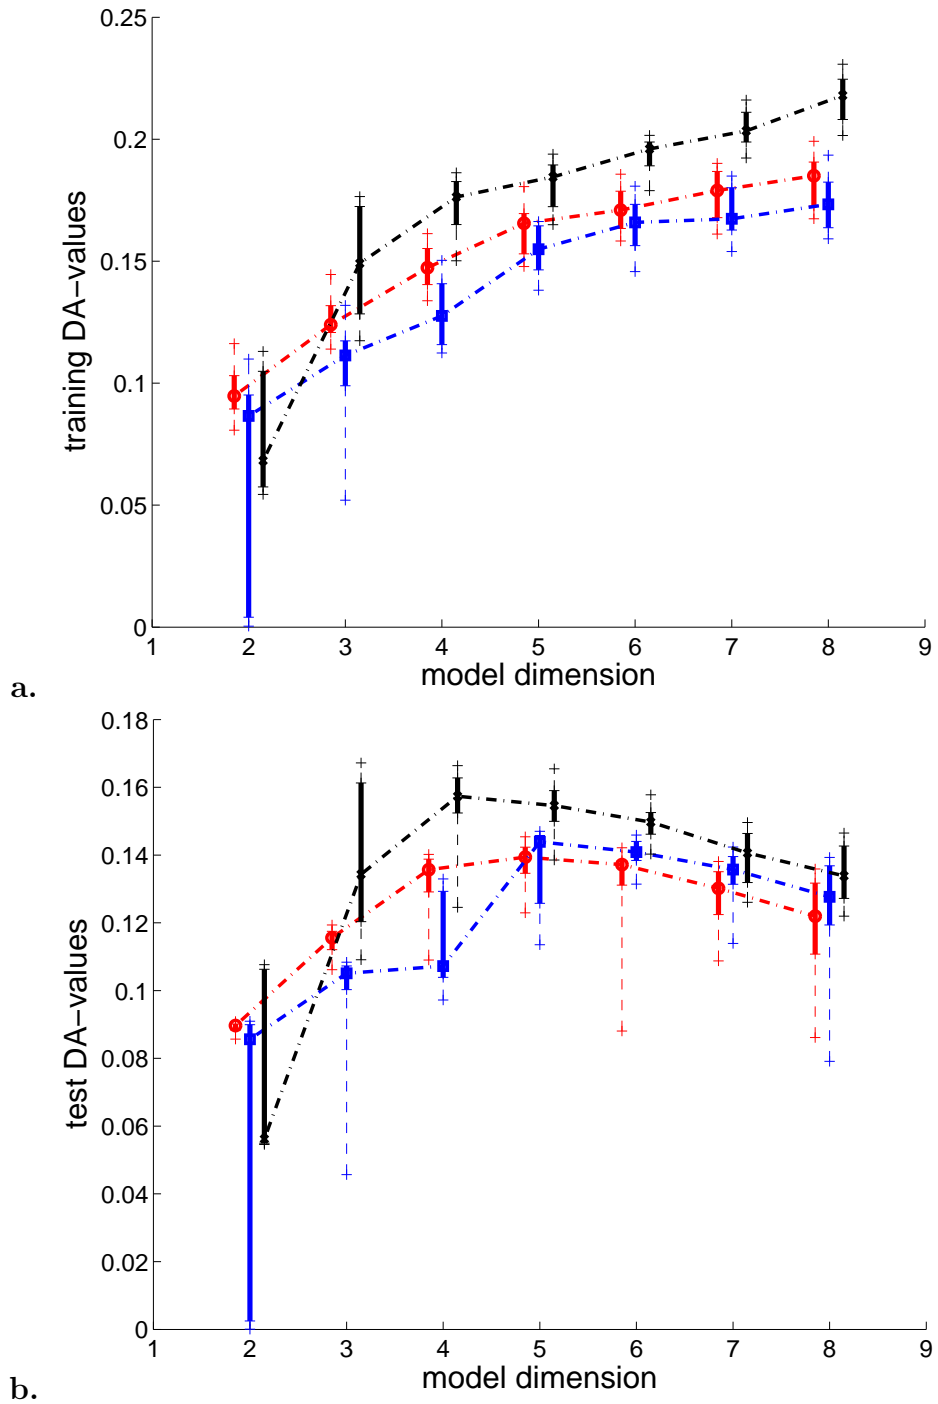 0.25
0.2
0.15
0.1
0.05
0
training DA-values
1 2 3 4 5 6 7 8 9
model dimension
a.
0.18
0.16
0.14
0.12
0.1
0.08
0.06
0.04
0.02
0
test DA-values
1 2 3 4 5 6 7 8 9
model dimension
b.